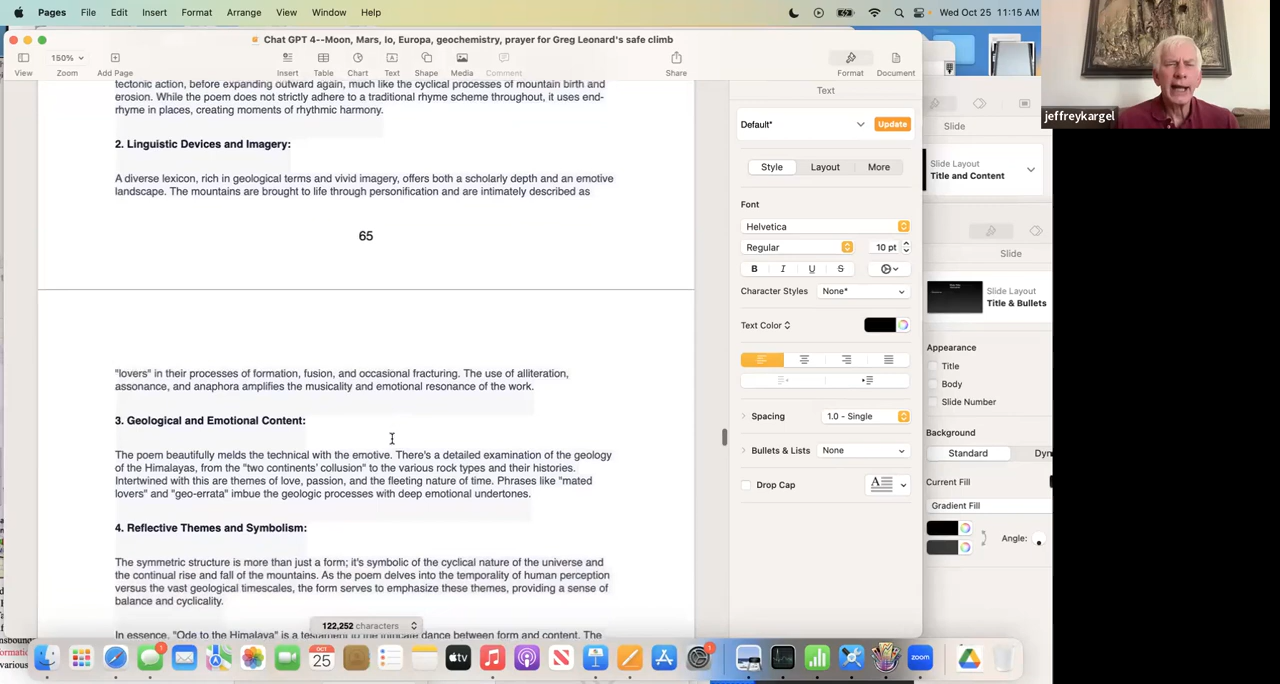 Pages File Edit Insert Format Arrange View Window Help Wed Oct 25 11:15 AM
Chat GPT 4--Moon, Mars, Io, Europa, geochemistry, prayer for Greg Leonard's safe climb
150%
View Zoom Add Page Insert Table Chart Text Shape Media Comment Share Format Document
tectonic action, before expanding outward again, much like the cyclical processes of mountain birth and
erosion. While the poem does not strictly adhere to a traditional rhyme scheme throughout, it uses end-
rhyme in places, creating moments of rhythmic harmony.
2. Linguistic Devices and Imagery:
A diverse lexicon, rich in geological terms and vivid imagery, offers both a scholarly depth and an emotive
landscape. The mountains are brought to life through personification and are intimately described as
65
"lovers" in their processes of formation, fusion, and occasional fracturing. The use of alliteration,
assonance, and anaphora amplifies the musicality and emotional resonance of the work.
3. Geological and Emotional Content:
The poem beautifully melds the technical with the emotive. There's a detailed examination of the geology
of the Himalayas, from the "two continents' collusion" to the various rock types and their histories.
Intertwined with this are themes of love, passion, and the fleeting nature of time. Phrases like "mated
lovers" and "geo-errata" imbue the geologic processes with deep emotional undertones.
4. Reflective Themes and Symbolism:
The symmetric structure is more than just a form; it's symbolic of the cyclical nature of the universe and
the continual rise and fall of the mountains. As the poem delves into the temporality of human perception
versus the vast geological timescales, the form serves to emphasize these themes, providing a sense of
balance and cyclicality.
In essence, "Ode to the Himalaya" is a testament to the intricate dance between form and content. The
122,252 characters
Text
Default*
Update
Style Layout More
Font
Helvetica
Regular 10 pt
B I U S
Character Styles None*
Text Color
Spacing 1.0 - Single
Bullets & Lists None
Drop Cap
A
Slide
Slide Layout
Title and Content
Slide
Slide Layout
Title & Bullets
Appearance
Title
Body
Slide Number
Background
Standard Dyn
Current Fill
Gradient Fill
Angle:
jeffreykargel
OCT
25
tv
zoom
nsbound
various
1
1